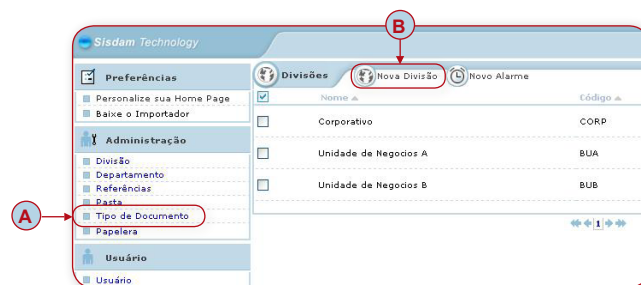 Sisdam Technology
B
Preferências
Personalize sua Home Page
Baixe o Importador
Administração
Divisão
Departamento
Referências
Pasta
Tipo de Documento
Papelera
Usuário
Usuário
A
Divisões Nova Divisão Novo Alarme
Nome Código
Corporativo CORP
Unidade de Negocios A BUA
Unidade de Negocios B BUB
1